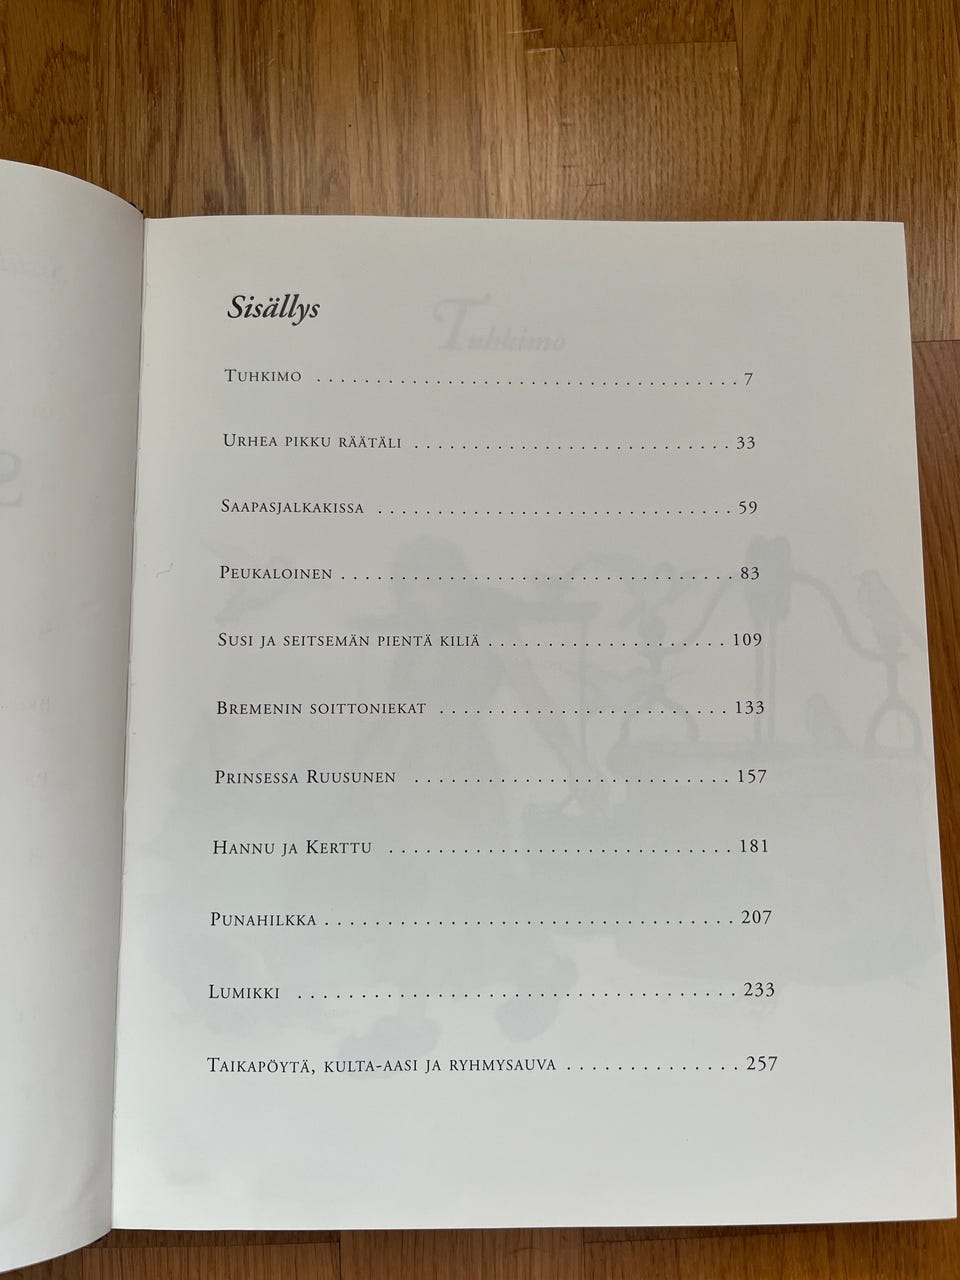 Sisällys
Tuhkimo
TUHKIMO . . . . . . . . . . . . . . . . . . . . . . . . . . . . . . . . . . . 7
URHEA PIKKU RÄÄTÄLI . . . . . . . . . . . . . . . . . . . . . . . . . . 33
SAAPASJALKAKISSA . . . . . . . . . . . . . . . . . . . . . . . . . . . . . 59
PEUKALOINEN . . . . . . . . . . . . . . . . . . . . . . . . . . . . . . . . . 83
SUSI JA SEITSEMÄN PIENTÄ KILIÄ . . . . . . . . . . . . . . . . . . . . 109
BREMENIN SOITTONIEKAT . . . . . . . . . . . . . . . . . . . . . . . . 133
PRINSESSA RUUSUNEN . . . . . . . . . . . . . . . . . . . . . . . . . . 157
HANNU JA KERTTU . . . . . . . . . . . . . . . . . . . . . . . . . . . . 181
PUNAHILKKA . . . . . . . . . . . . . . . . . . . . . . . . . . . . . . . . . 207
LUMIKKI . . . . . . . . . . . . . . . . . . . . . . . . . . . . . . . . . . . 233
TAIKAPÖYTÄ, KULTA-AASI JA RYHMYSAUVA . . . . . . . . . . . . . . 257